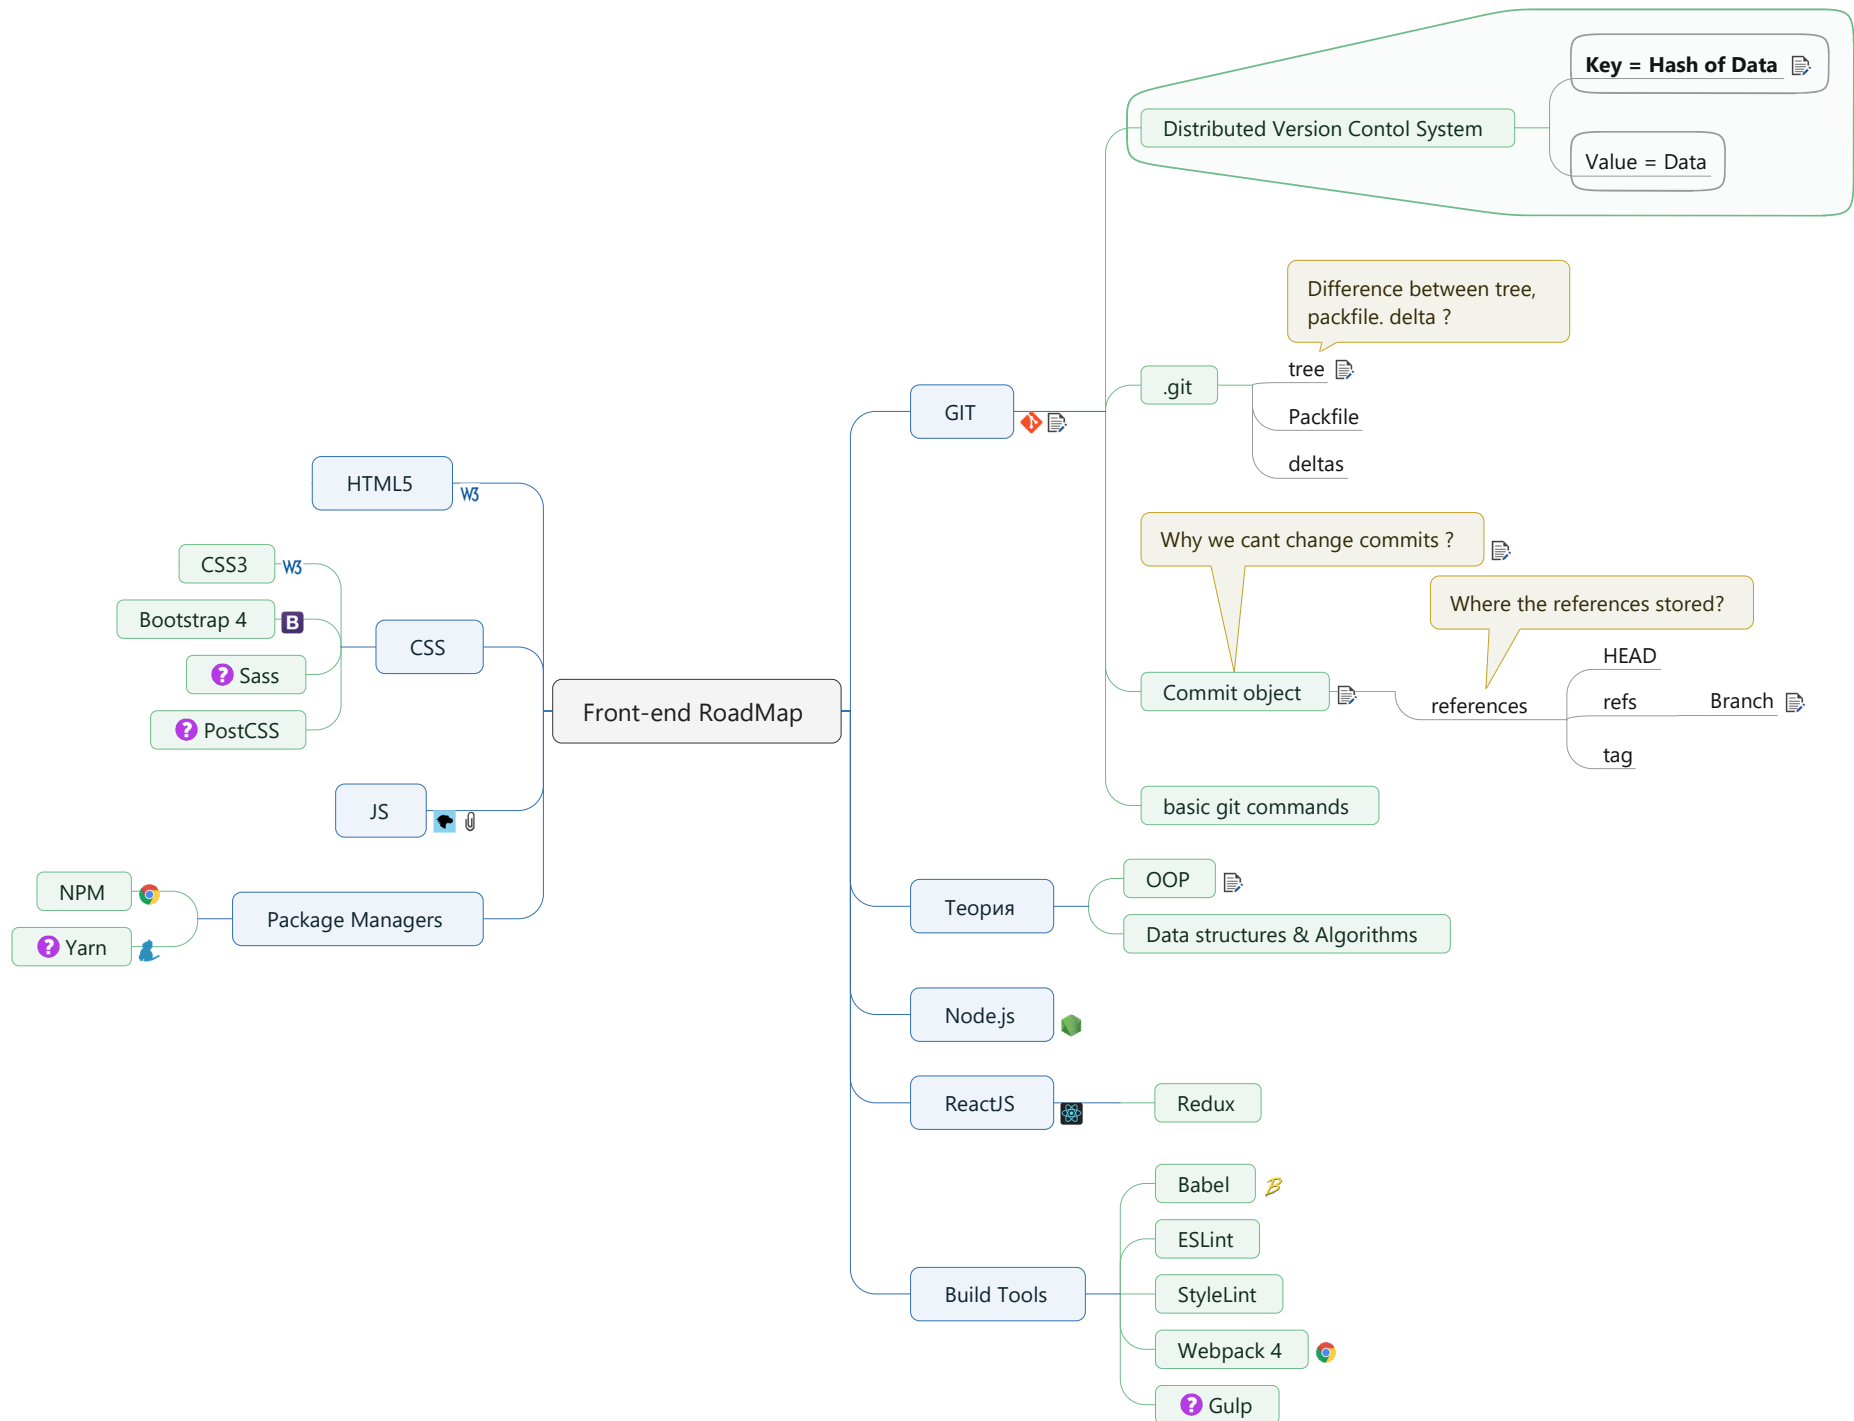 Front-end RoadMap
GIT
Distributed Version Contol System
Key = Hash of Data
Value = Data
.git
Difference between tree,
packfile. delta ?
tree
Packfile
deltas
Why we cant change commits ?
Commit object
Where the references stored?
references
HEAD
refs
Branch
tag
basic git commands
Теория
OOP
Data structures & Algorithms
Node.js
ReactJS
Redux
Build Tools
Babel
ESLint
StyleLint
Webpack 4
? Gulp
HTML5
W3
CSS
CSS3
W3
Bootstrap 4
B
? Sass
? PostCSS
JS
Package Managers
NPM
? Yarn